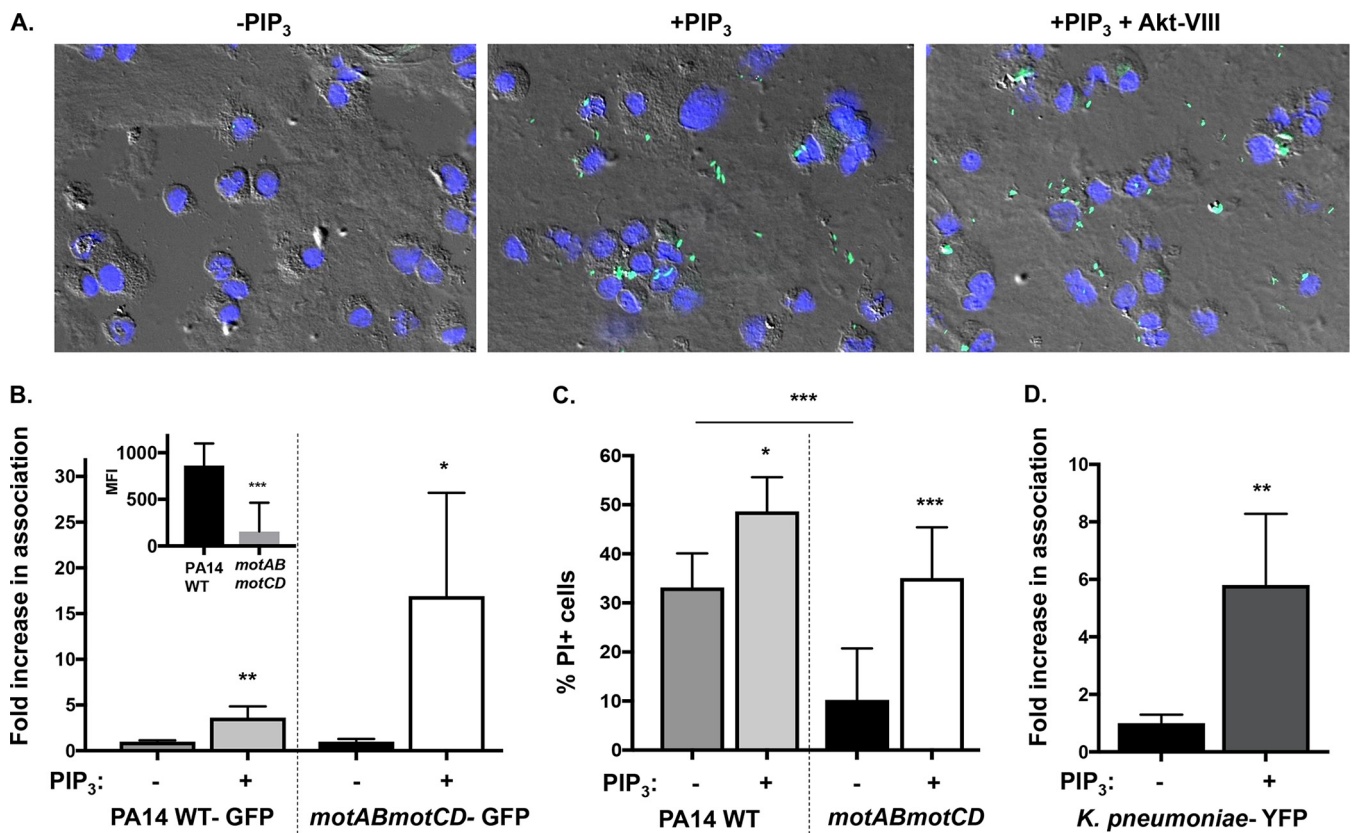 A.
-PIP₃
+PIP₃
+PIP₃ + Akt-VIII
B.
Fold increase in association
30
25
20
15
10
5
0
MFI
1000
500
0
***
PA14
WT
motAB
motCD
**
*
PIP₃:
-
+
-
+
PA14 WT- GFP
motABmotCD- GFP
C.
% PI+ cells
60
50
40
30
20
10
0
***
*
***
-
+
-
+
PA14 WT
motABmotCD
D.
Fold increase in association
10
8
6
4
2
0
**
PIP₃:
-
+
K. pneumoniae- YFP